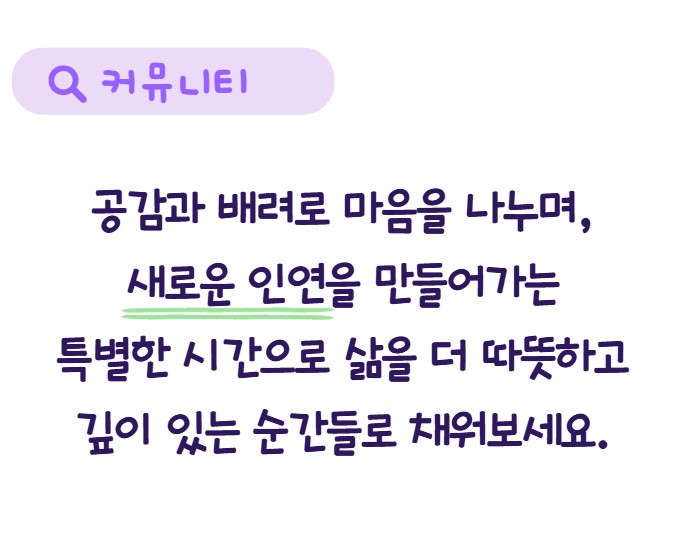 커뮤니티
공감과 배려로 마음을 나누며,
새로운 인연을 만들어가는
특별한 시간으로 삶을 더 따뜻하고
깊이 있는 순간들로 채워보세요.